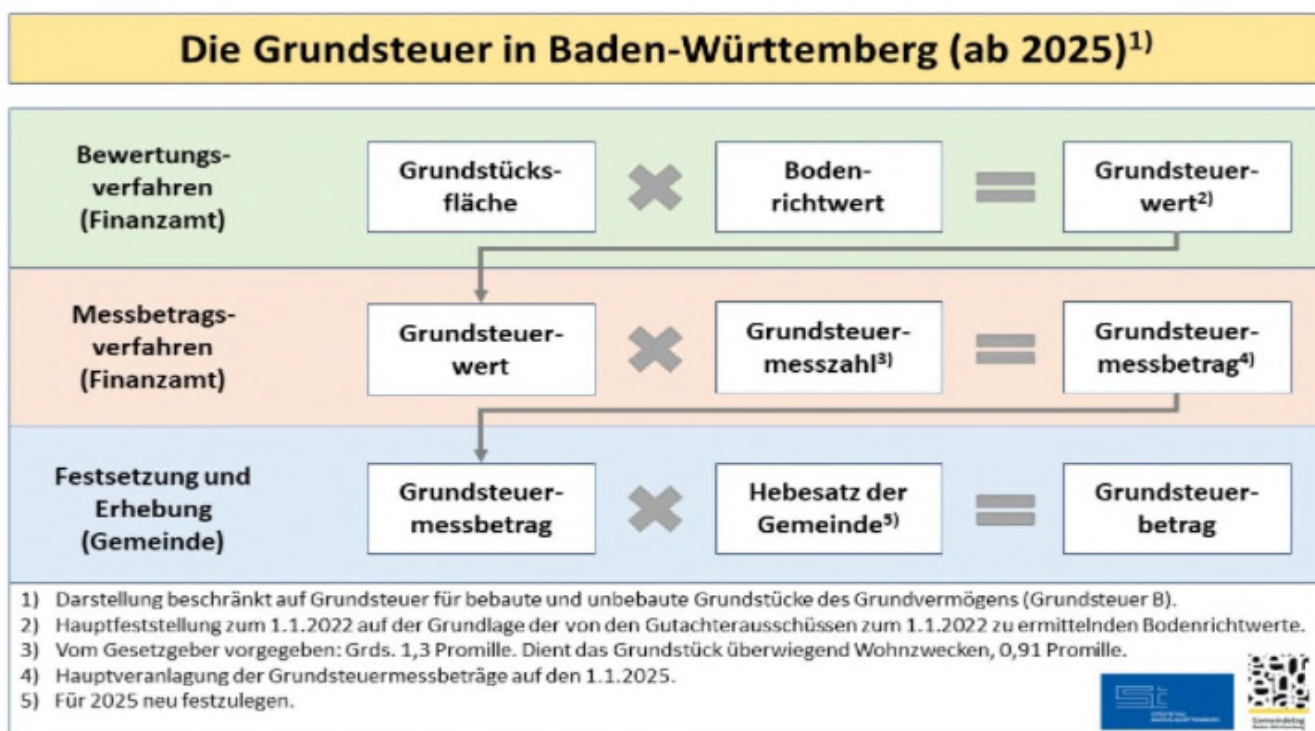 Die Grundsteuer in Baden-Württemberg (ab 2025)1)
Bewertungs-
verfahren
(Finanzamt)
Grundstücks-
fläche
Boden-
richtwert
Grundsteuer-
wert2)
Messbetrags-
verfahren
(Finanzamt)
Grundsteuer-
wert
Grundsteuer-
messzahl3)
Grundsteuer-
messbetrag4)
Festsetzung und
Erhebung
(Gemeinde)
Grundsteuer-
messbetrag
Hebesatz der
Gemeinde5)
Grundsteuer-
betrag
1) Darstellung beschränkt auf Grundsteuer für bebaute und unbebaute Grundstücke des Grundvermögens (Grundsteuer B).
2) Hauptfeststellung zum 1.1.2022 auf der Grundlage der von den Gutachterausschüssen zum 1.1.2022 zu ermittelnden Bodenrichtwerte.
3) Vom Gesetzgeber vorgegeben: Grds. 1,3 Promille. Dient das Grundstück überwiegend Wohnzwecken, 0,91 Promille.
4) Hauptveranlagung der Grundsteuermessbeträge auf den 1.1.2025.
5) Für 2025 neu festzulegen.
Gemeindetag
Baden-Württemberg